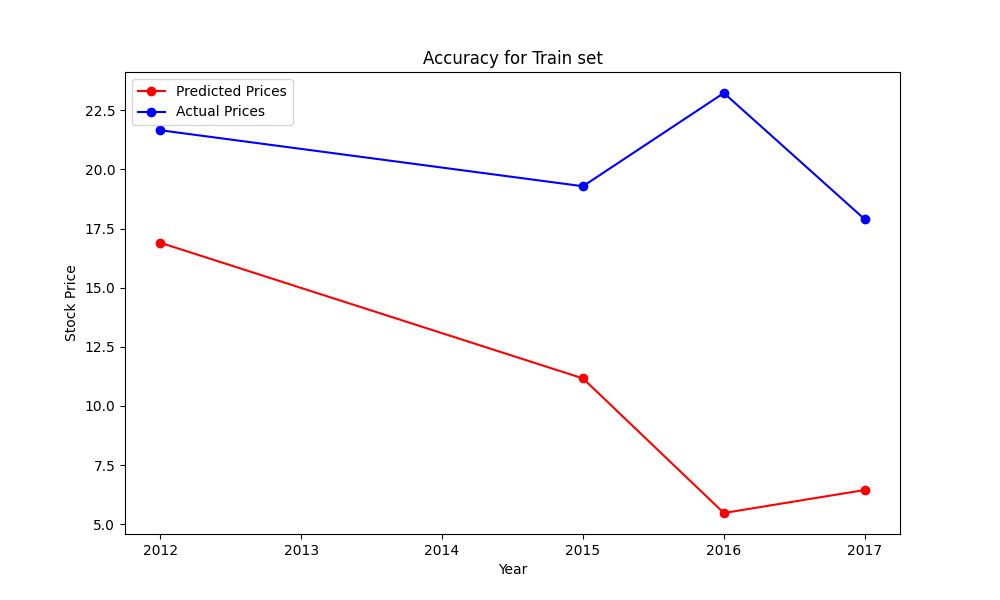 Accuracy for Train set
Predicted Prices
Actual Prices
22.5
20.0
17.5
15.0
12.5
10.0
7.5
5.0
Stock Price
2012 2013 2014 2015 2016 2017
Year